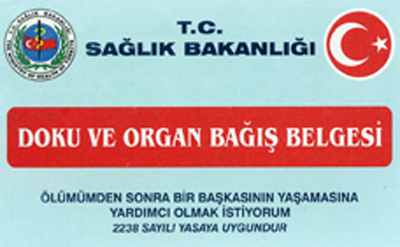 T.C.
SAĞLIK BAKANLIĞI
DOKU VE ORGAN BAĞIŞ BELGESİ
ÖLÜMÜMDEN SONRA BİR BAŞKASININ YAŞAMASINA
YARDIMCI OLMAK İSTİYORUM
2238 SAYILI YASAYA UYGUNDUR